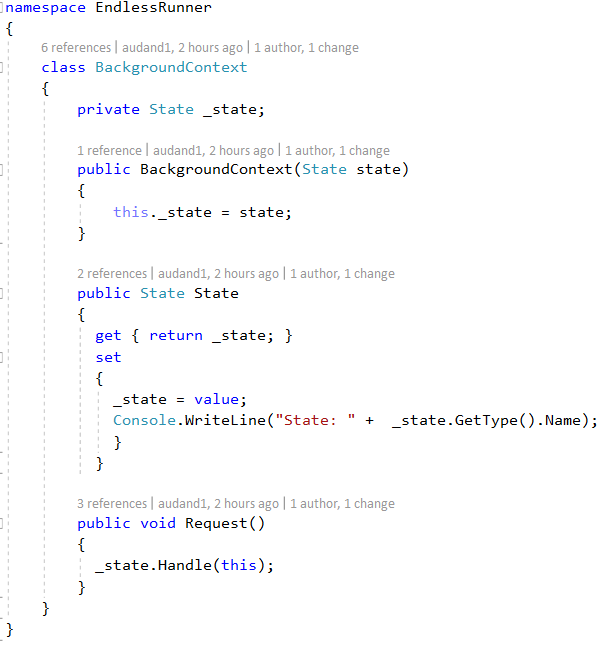 namespace EndlessRunner
{
6 references | audand1, 2 hours ago | 1 author, 1 change
class BackgroundContext
{
private State _state;
1 reference | audand1, 2 hours ago | 1 author, 1 change
public BackgroundContext(State state)
{
this._state = state;
}
2 references | audand1, 2 hours ago | 1 author, 1 change
public State State
{
get { return _state; }
set
{
_state = value;
Console.WriteLine("State: " +  _state.GetType().Name);
}
}
3 references | audand1, 2 hours ago | 1 author, 1 change
public void Request()
{
_state.Handle(this);
}
}
}